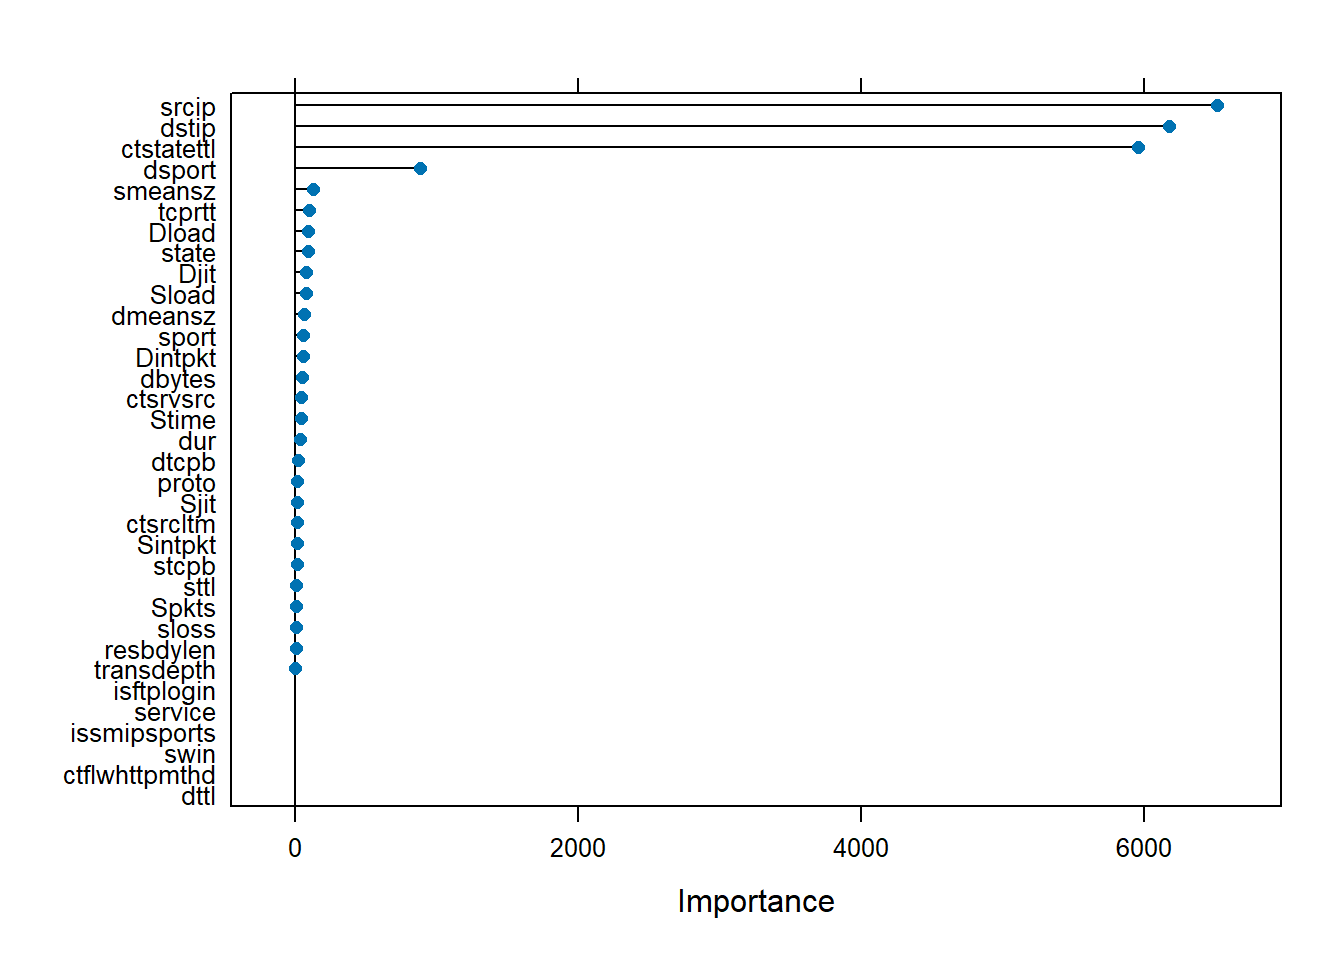 srcip
dstip
ctstatettl
dsport
smeansz
tcprtt
Dload
state
Djit
Sload
dmeansz
sport
Dintpkt
dbytes
ctsrvsrc
Stime
dur
dtcpb
proto
Sjit
ctsrcltm
Sintpkt
stcpb
sttl
Spkts
sloss
resbdylen
transdepth
isftplogin
service
issmipsports
swin
ctflwhttpmthd
dttl
0 2000 4000 6000
Importance